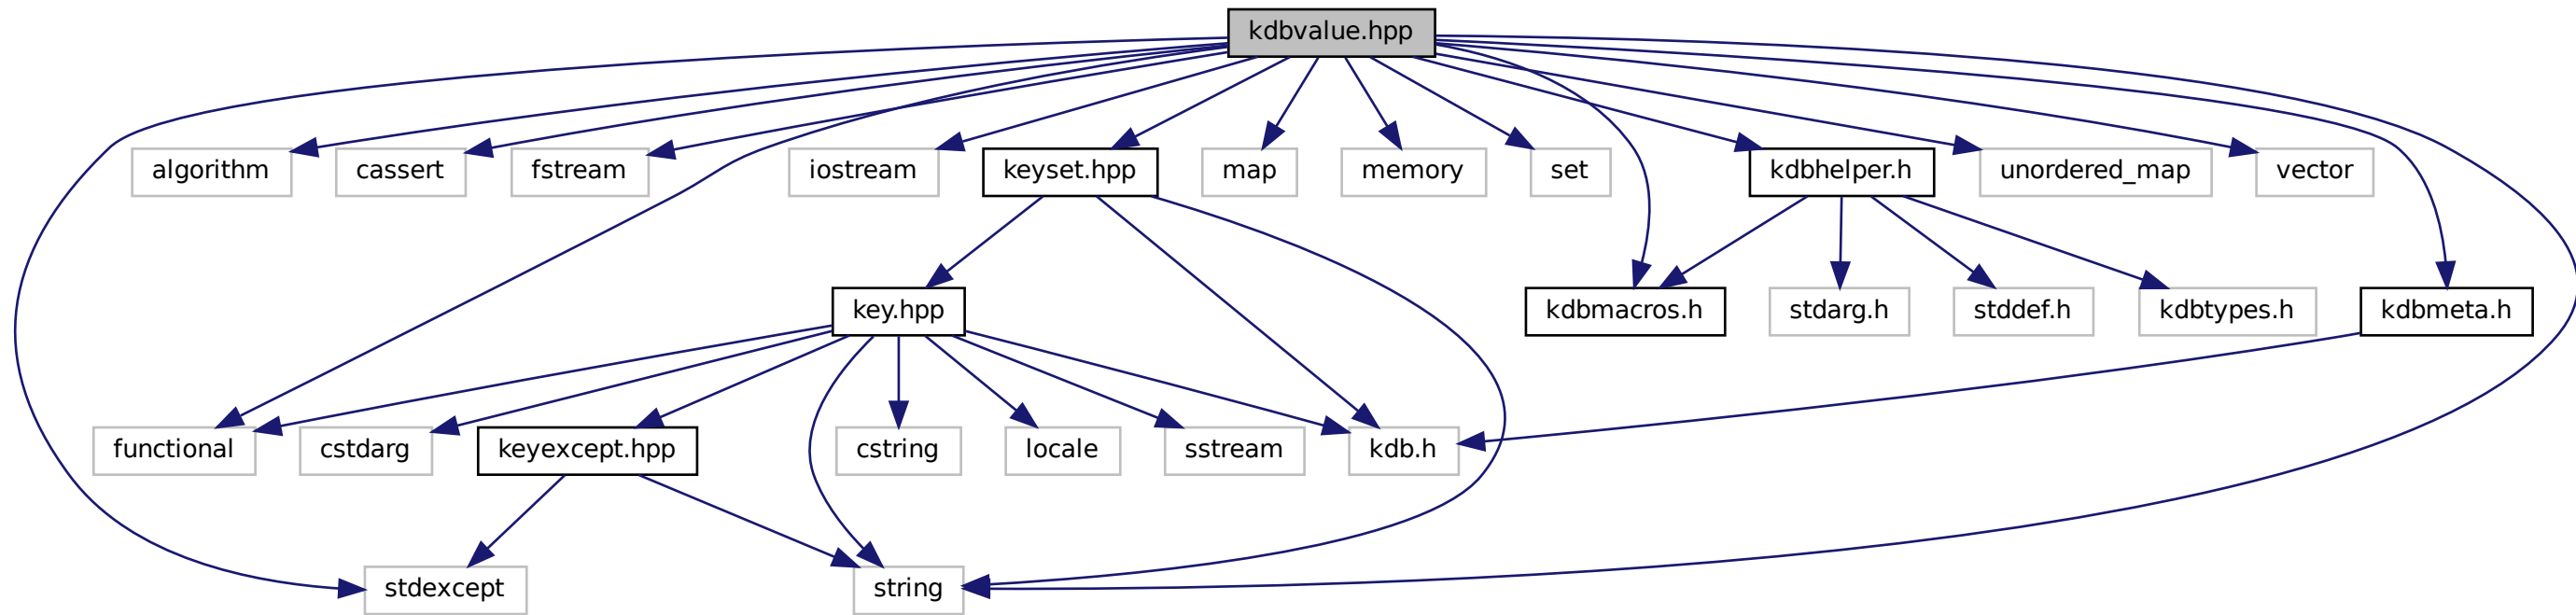 kdbvalue.hpp
algorithm
cassert
fstream
iostream
keyset.hpp
map
memory
set
kdbhelper.h
unordered_map
vector
key.hpp
kdbmacros.h
stdarg.h
stddef.h
kdbtypes.h
kdbmeta.h
functional
cstdarg
keyexcept.hpp
cstring
locale
sstream
kdb.h
stdexcept
string